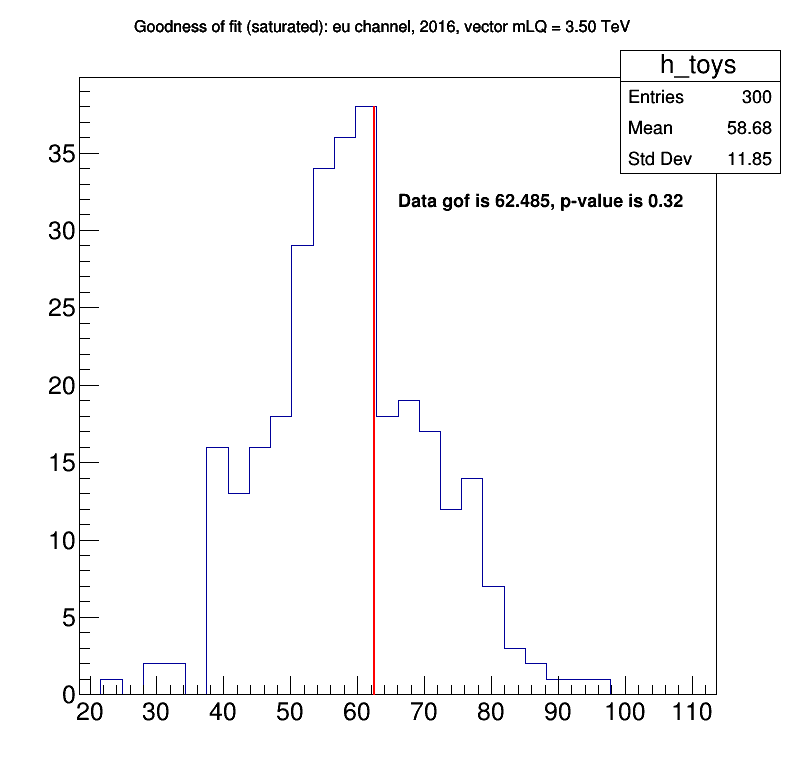 Goodness of fit (saturated): eu channel, 2016, vector mLQ = 3.50 TeV
h_toys
Entries 300
Mean 58.68
Std Dev 11.85
Data gof is 62.485, p-value is 0.32
35
30
25
20
15
10
5
0
20 30 40 50 60 70 80 90 100 110